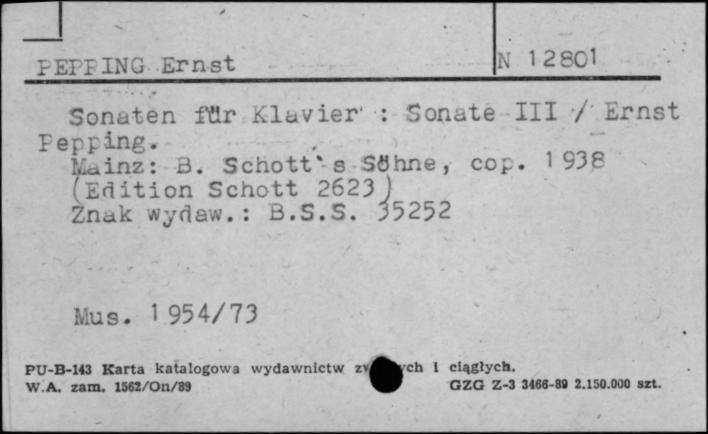 PEPPING Ernst
N 12801
Sonaten für Klavier : Sonate III / Ernst
Pepping.
Mainz: B. Schott`s Söhne, cop. 1938
(Edition Schott 2623)
Znak wydaw.: B.S.S. 35252
Mus. 1954/73
PU-B-143 Karta katalogowa wydawnictw i ciągłych.
W.A. zam. 1562/On/89 GZG Z-3 3466-89 2.150.000 szt.